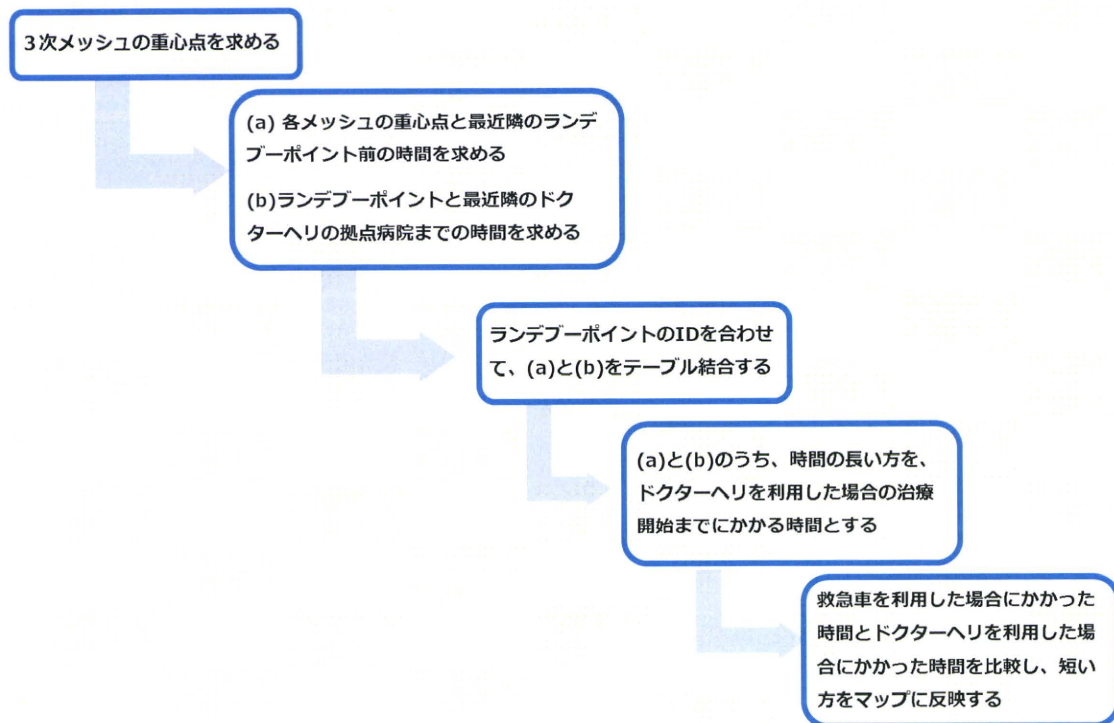 3次メッシュの重心点を求める
(a) 各メッシュの重心点と最近隣のランデ
ブーポイント前の時間を求める
(b)ランデブーポイントと最近隣のドク
ターヘリの拠点病院までの時間を求める
ランデブーポイントのIDを合わせ
て、(a)と(b)をテーブル結合する
(a)と(b)のうち、時間の長い方を、
ドクターヘリを利用した場合の治療
開始までにかかる時間とする
救急車を利用した場合にかかった
時間とドクターヘリを利用した場
合にかかった時間を比較し、短い
方をマップに反映する